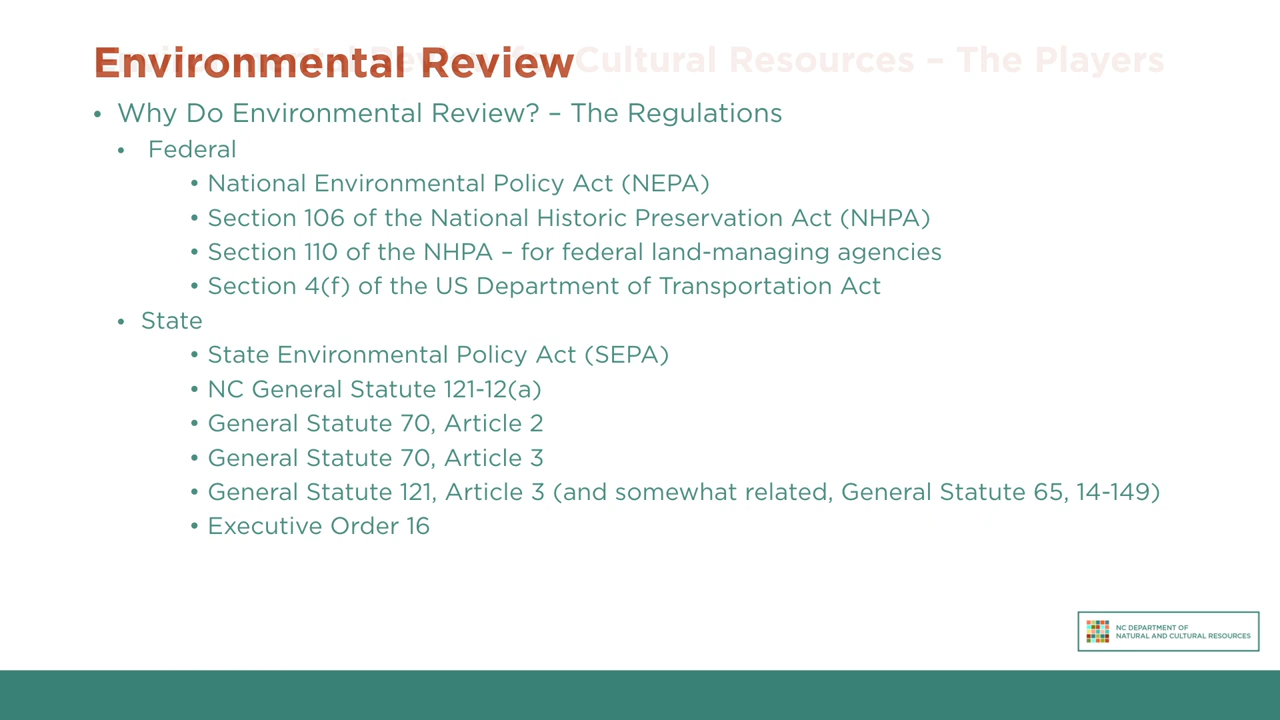 Environmental Review
Environmental Review for Cultural Resources – The Players
• Why Do Environmental Review? – The Regulations
• Federal
• National Environmental Policy Act (NEPA)
• Section 106 of the National Historic Preservation Act (NHPA)
• Section 110 of the NHPA – for federal land-managing agencies
• Section 4(f) of the US Department of Transportation Act
• State
• State Environmental Policy Act (SEPA)
• NC General Statute 121-12(a)
• General Statute 70, Article 2
• General Statute 70, Article 3
• General Statute 121, Article 3 (and somewhat related, General Statute 65, 14-149)
• Executive Order 16
NC DEPARTMENT OF
NATURAL AND CULTURAL RESOURCES